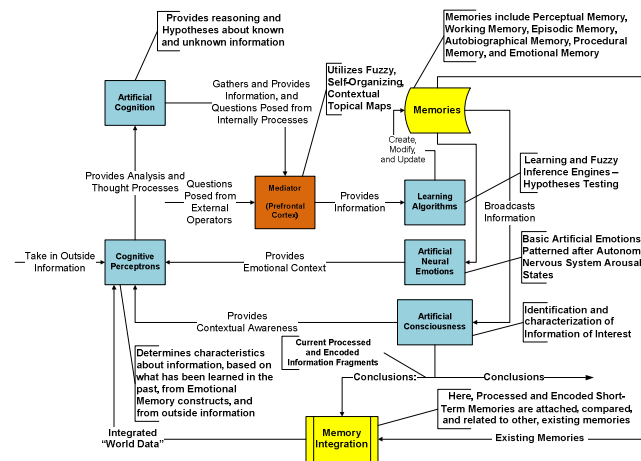 Provides reasoning and
Hypotheses about known
and unknown information
Memories include Perceptual Memory,
Working Memory, Episodic Memory,
Autobiographical Memory, Procedural
Memory, and Emotional Memory
Artificial
Cognition
Gathers and Provides
Information, and
Questions Posed from
Internally Processes
Utilizes Fuzzy,
Self-Organizing,
Contextual
Topical Maps
Memories
Create,
Modify, and
Update
Provides Analysis and
Thought Processes
Questions
Posed from
External
Operators
Mediator
(Prefrontal
Cortex)
Provides
Information
Learning
Algorithms
Broadcasts
Information
Learning and Fuzzy
Inference Engines –
Hypotheses Testing
Take in Outside
Information
Cognitive
Perceptrons
Provides
Emotional Context
Artificial
Neural
Emotions
Basic Artificial Emotions
Patterned after Autonom
Nervous System Arousal
States
Provides
Contextual Awareness
Artificial
Consciousness
Identification and
characterization of
Information of Interest
Current Processed
and Encoded
Information Fragments
Determines characteristics
about information, based on
what has been learned in the
past, from Emotional
Memory constructs, and
from outside information
Conclusions:
Conclusions
Here, Processed and Encoded Short-
Term Memories are attached, compared,
and related to other, existing memories
Integrated
“World Data”
Memory
Integration
Existing Memories